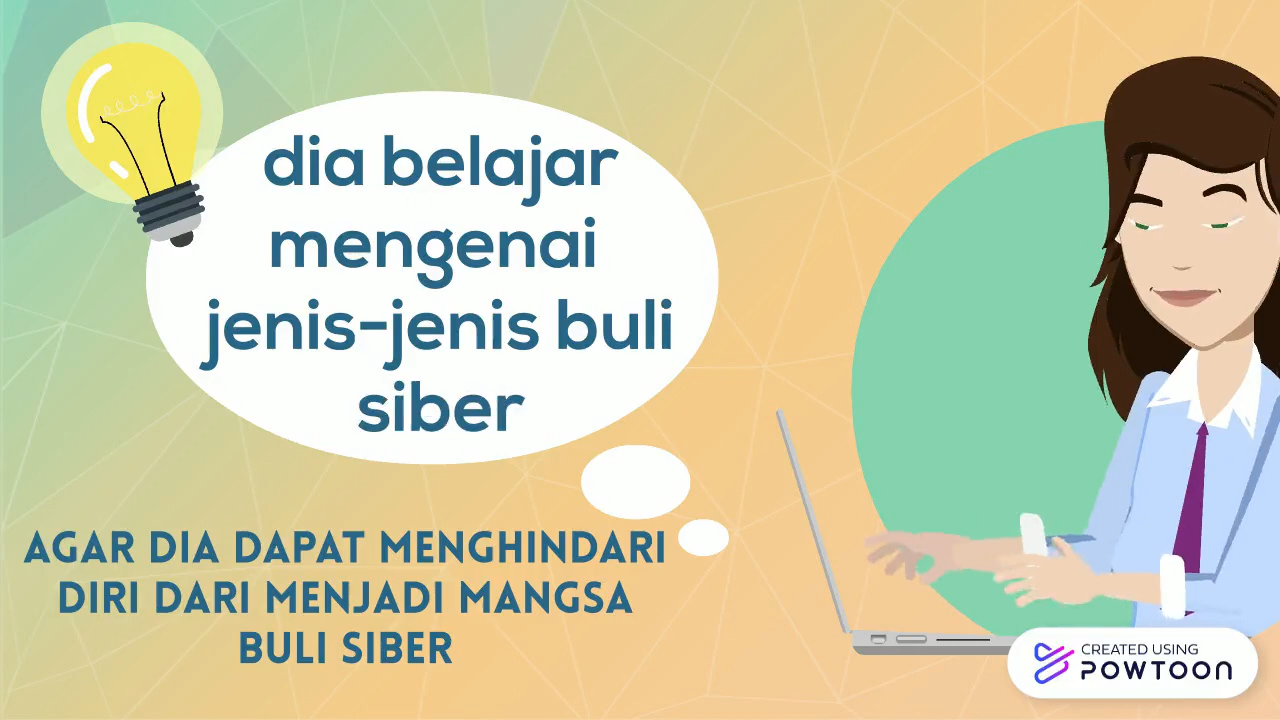 dia belajar
mengenai
jenis-jenis buli
siber
AGAR DIA DAPAT MENGHINDARI
DIRI DARI MENJADI MANGSA
BULI SIBER
CREATED USING
POWTOON